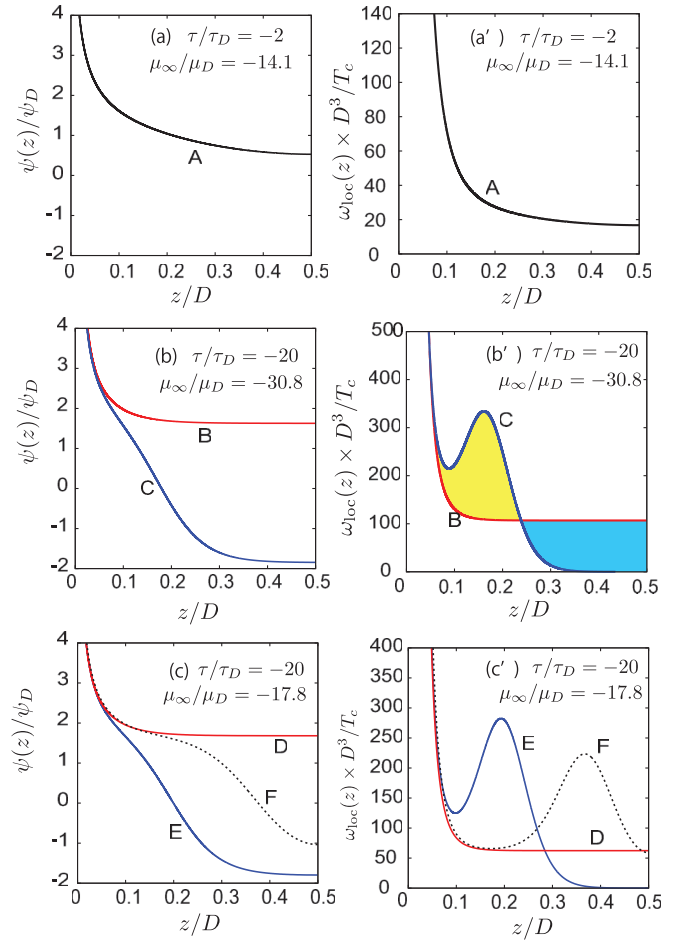 4
3
2
1
0
-1
-2
ψ(z)/ψ_D
(a) τ/τ_D = −2
μ_∞/μ_D = −14.1
A
0 0.1 0.2 0.3 0.4 0.5
z/D
140
120
100
80
60
40
20
0
ω_loc(z) × D³/T_c
(a′ ) τ/τ_D = −2
μ_∞/μ_D = −14.1
A
0 0.1 0.2 0.3 0.4 0.5
z/D
4
3
2
1
0
-1
-2
ψ(z)/ψ_D
(b) τ/τ_D = −20
μ_∞/μ_D = −30.8
B
C
0 0.1 0.2 0.3 0.4 0.5
z/D
500
400
300
200
100
0
ω_loc(z) × D³/T_c
(b′ ) τ/τ_D = −20
μ_∞/μ_D = −30.8
C
B
0 0.1 0.2 0.3 0.4 0.5
z/D
4
3
2
1
0
-1
-2
ψ(z)/ψ_D
(c) τ/τ_D = −20
μ_∞/μ_D = −17.8
D
F
E
0 0.1 0.2 0.3 0.4 0.5
z/D
400
350
300
250
200
150
100
50
0
ω_loc(z) × D³/T_c
(c′ ) τ/τ_D = −20
μ_∞/μ_D = −17.8
E
F
D
0 0.1 0.2 0.3 0.4 0.5
z/D